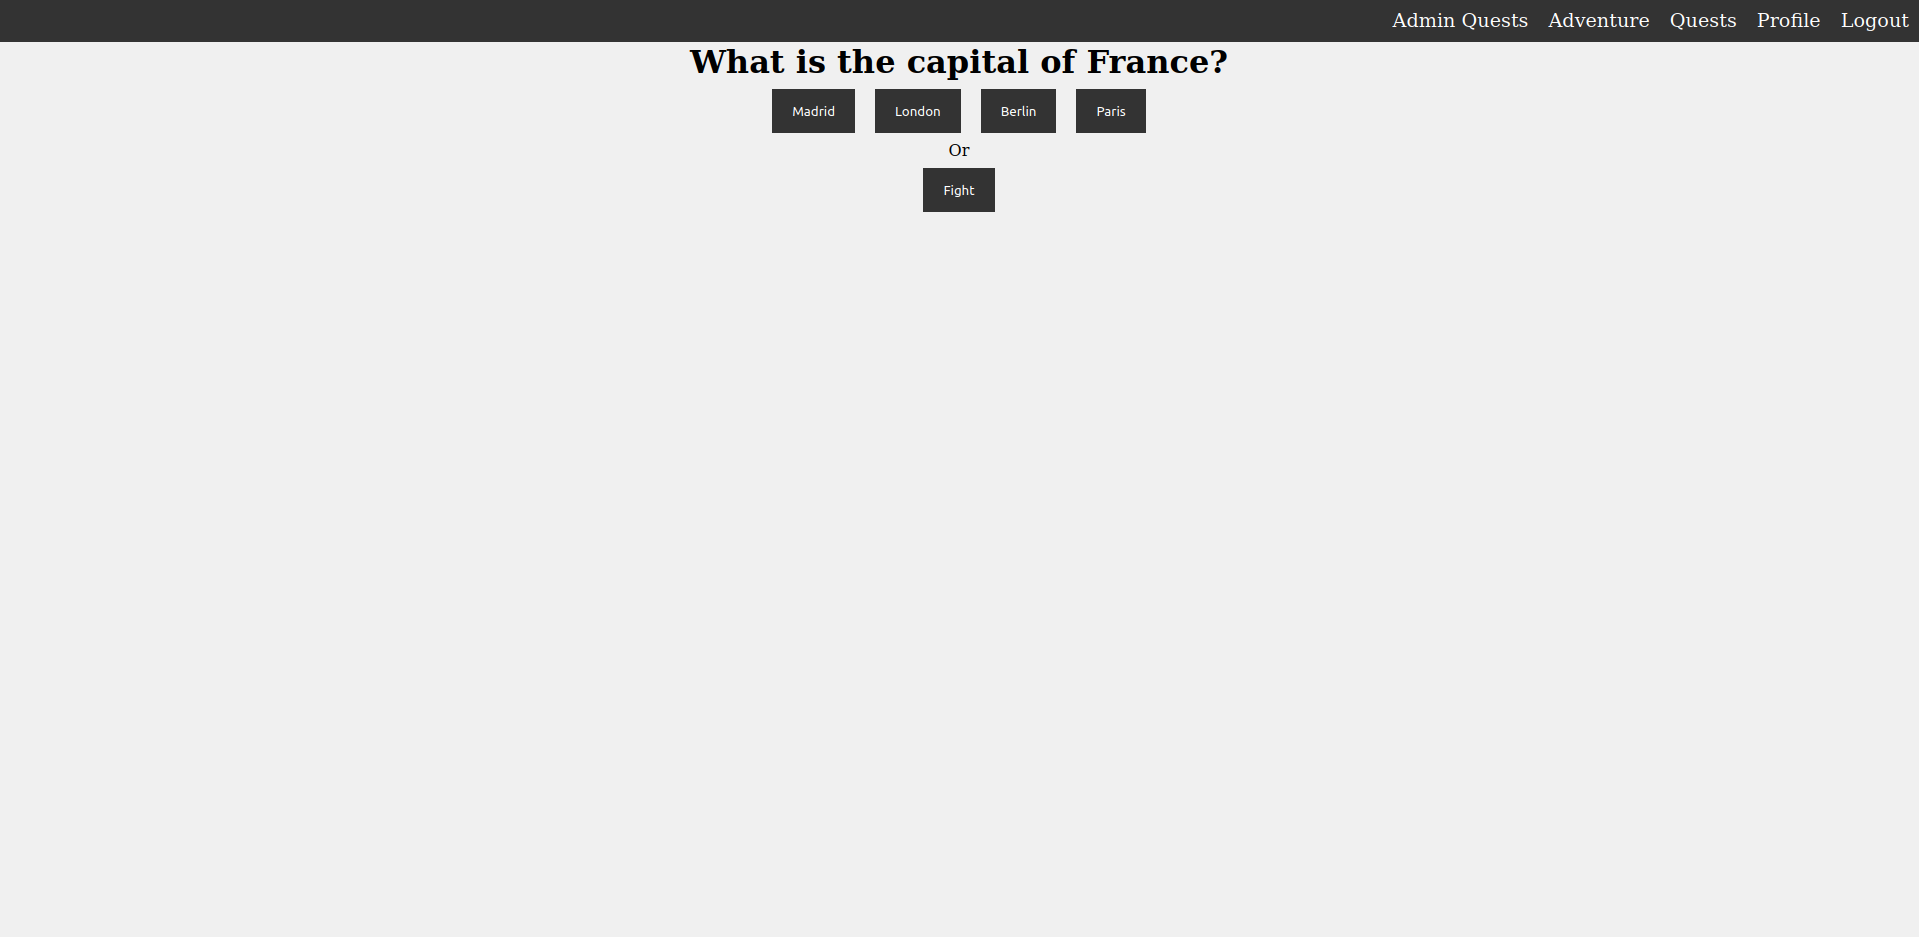 Admin Quests Adventure Quests Profile Logout
What is the capital of France?
Madrid London Berlin Paris
Or
Fight